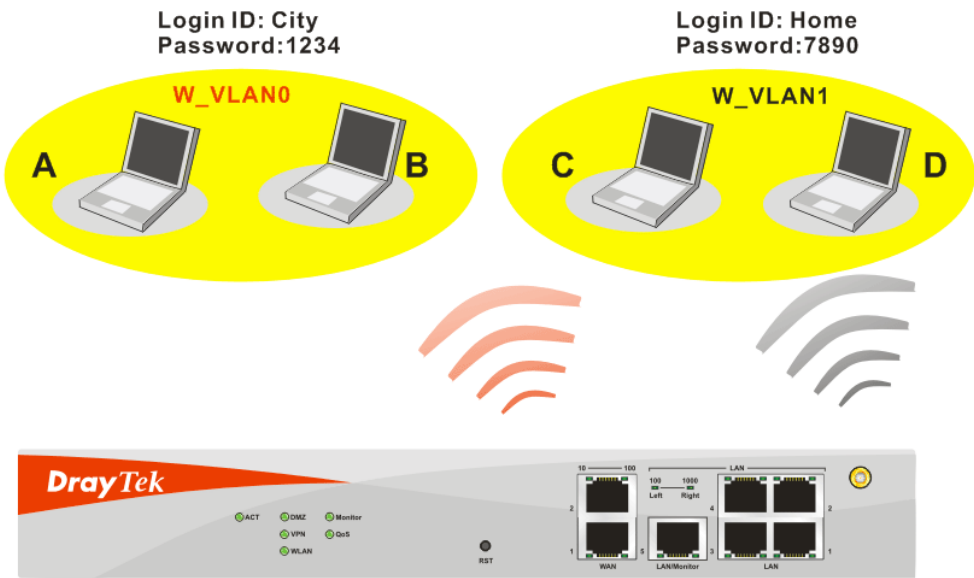 Login ID: City
Password:1234
Login ID: Home
Password:7890
W_VLAN0
W_VLAN1
A
B
C
D
DrayTek
ACT
DMZ
Monitor
VPN
QoS
WLAN
RST
10
100
2
1
WAN
LAN
100
1000
Left
Right
5
LAN/Monitor
4
2
3
1
LAN